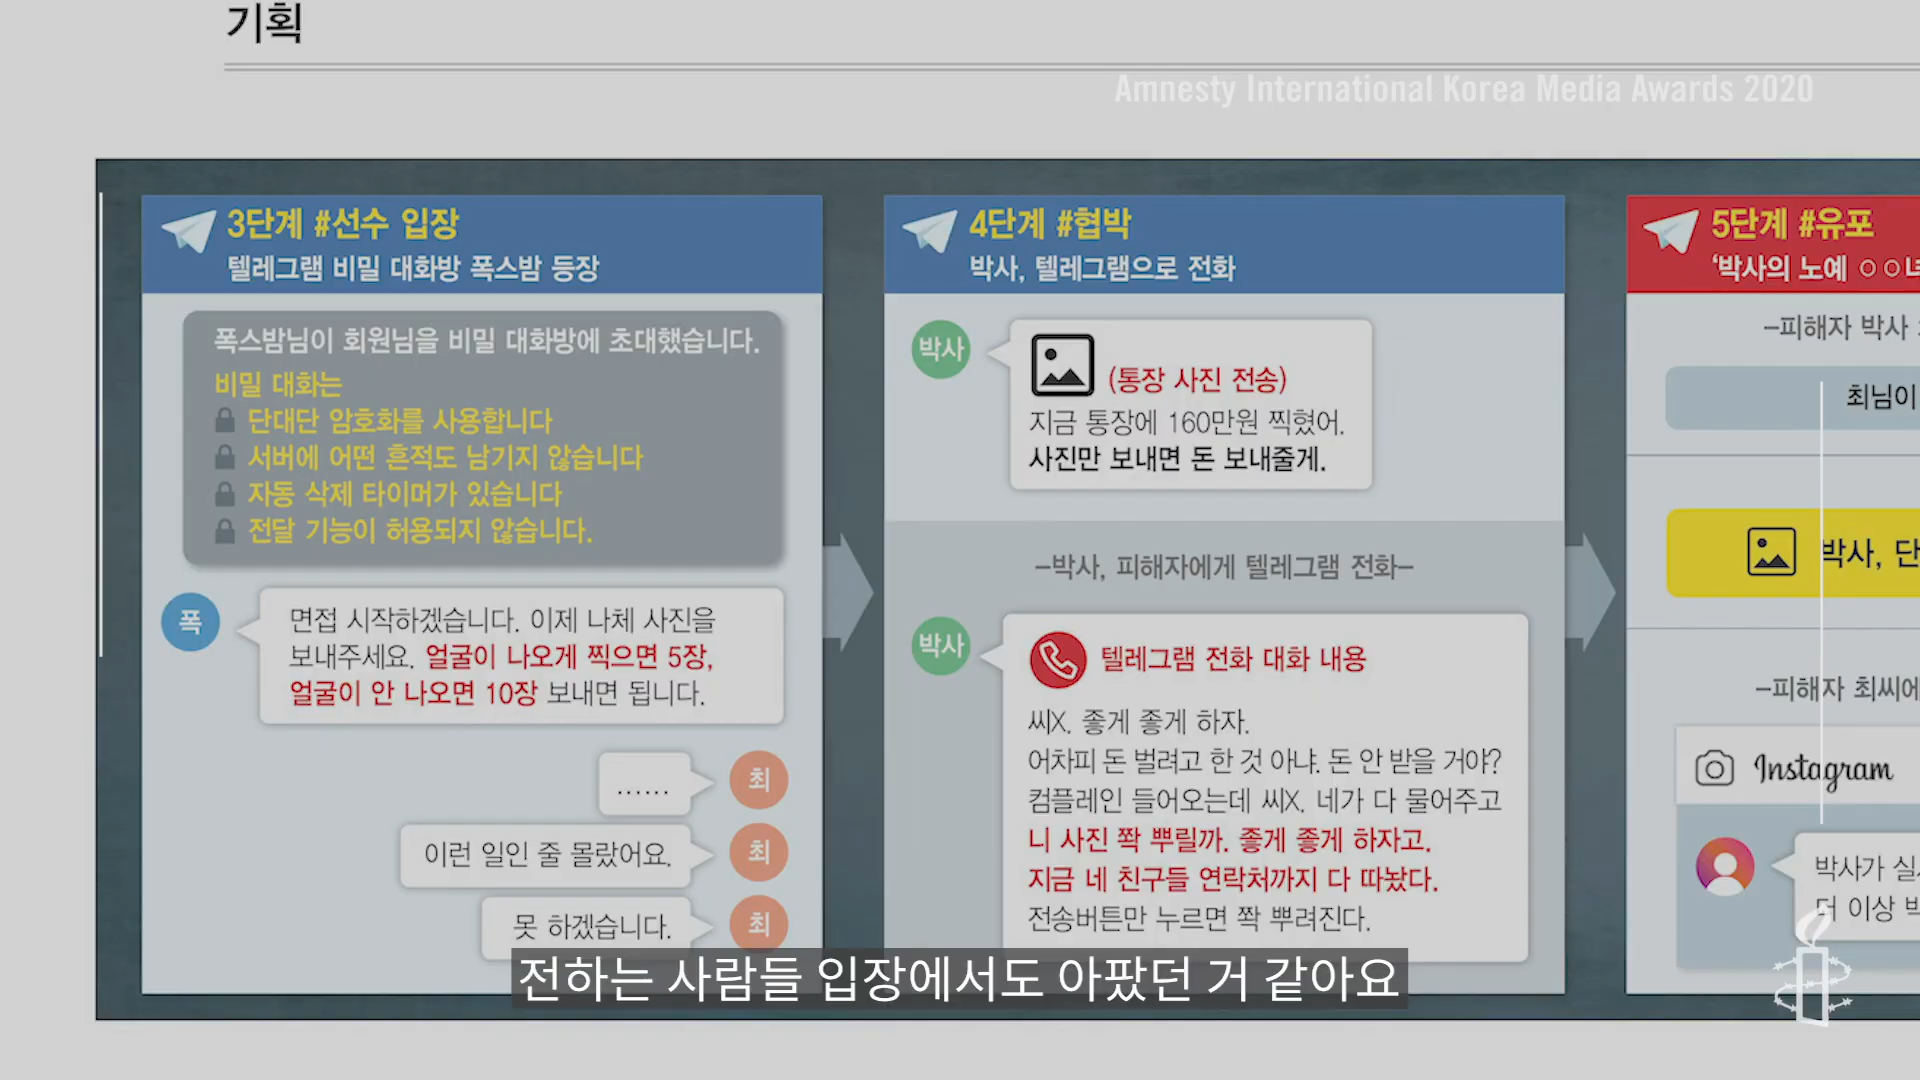 기획
Amnesty International Korea Media Awards 2020
3단계 #선수 입장
텔레그램 비밀 대화방 폭스밤 등장
폭스밤님이 회원님을 비밀 대화방에 초대했습니다.
비밀 대화는
단대단 암호화를 사용합니다
서버에 어떤 흔적도 남기지 않습니다
자동 삭제 타이머가 있습니다
전달 기능이 허용되지 않습니다.
폭
면접 시작하겠습니다. 이제 나체 사진을
보내주세요. 얼굴이 나오게 찍으면 5장,
얼굴이 안 나오면 10장 보내면 됩니다.
......
최
이런 일인 줄 몰랐어요.
최
못 하겠습니다.
최
4단계 #협박
박사, 텔레그램으로 전화
박사
(통장 사진 전송)
지금 통장에 160만원 찍혔어.
사진만 보내면 돈 보내줄게.
–박사, 피해자에게 텔레그램 전화–
박사
텔레그램 전화 대화 내용
씨X. 좋게 좋게 하자.
어차피 돈 벌려고 한 것 아냐. 돈 안 받을 거야?
컴플레인 들어오는데 씨X. 네가 다 물어주고
니 사진 쫙 뿌릴까. 좋게 좋게 하자고.
지금 네 친구들 연락처까지 다 따놨다.
전송버튼만 누르면 쫙 뿌려진다.
5단계 #유포
‘박사의 노예 ㅇㅇ
–피해자 박사
최님이
박사, 단
–피해자 최씨에
Instagram
박사가 실
더 이상
전하는 사람들 입장에서도 아팠던 거 같아요